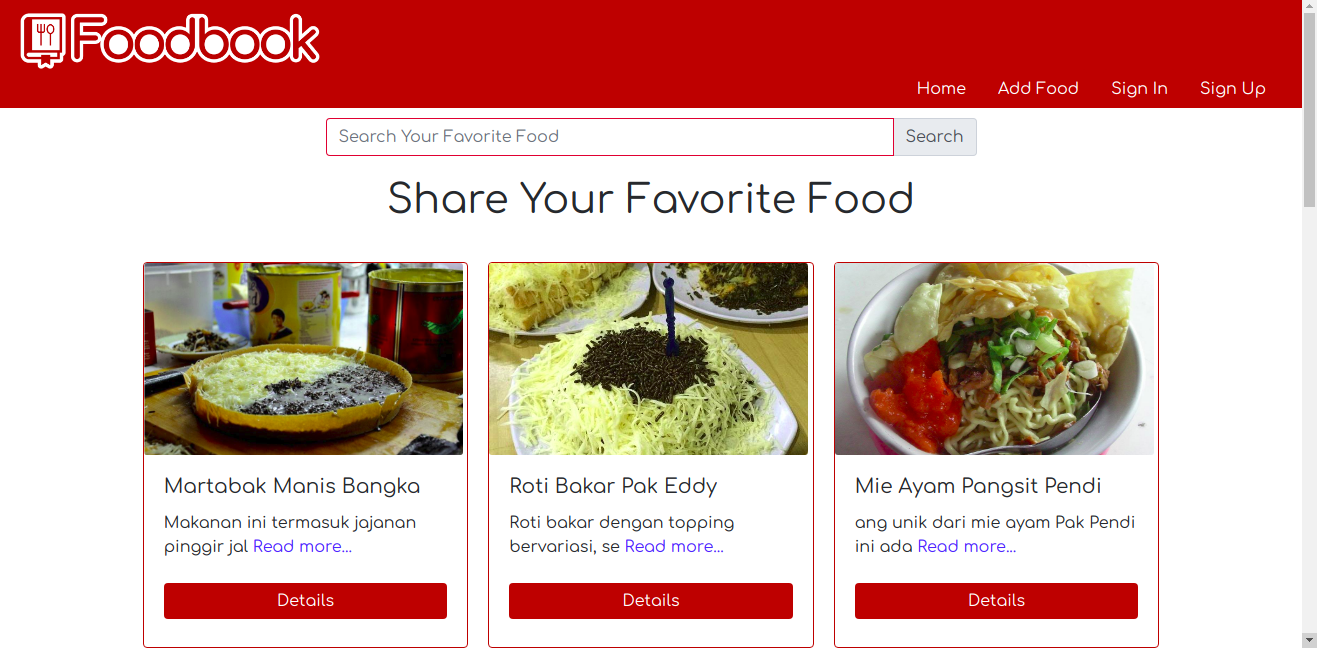 Foodbook
Home Add Food Sign In Sign Up
Search Your Favorite Food Search
Share Your Favorite Food
Martabak Manis Bangka
Makanan ini termasuk jajanan
pinggir jal Read more...
Details
Roti Bakar Pak Eddy
Roti bakar dengan topping
bervariasi, se Read more...
Details
Mie Ayam Pangsit Pendi
ang unik dari mie ayam Pak Pendi
ini ada Read more...
Details